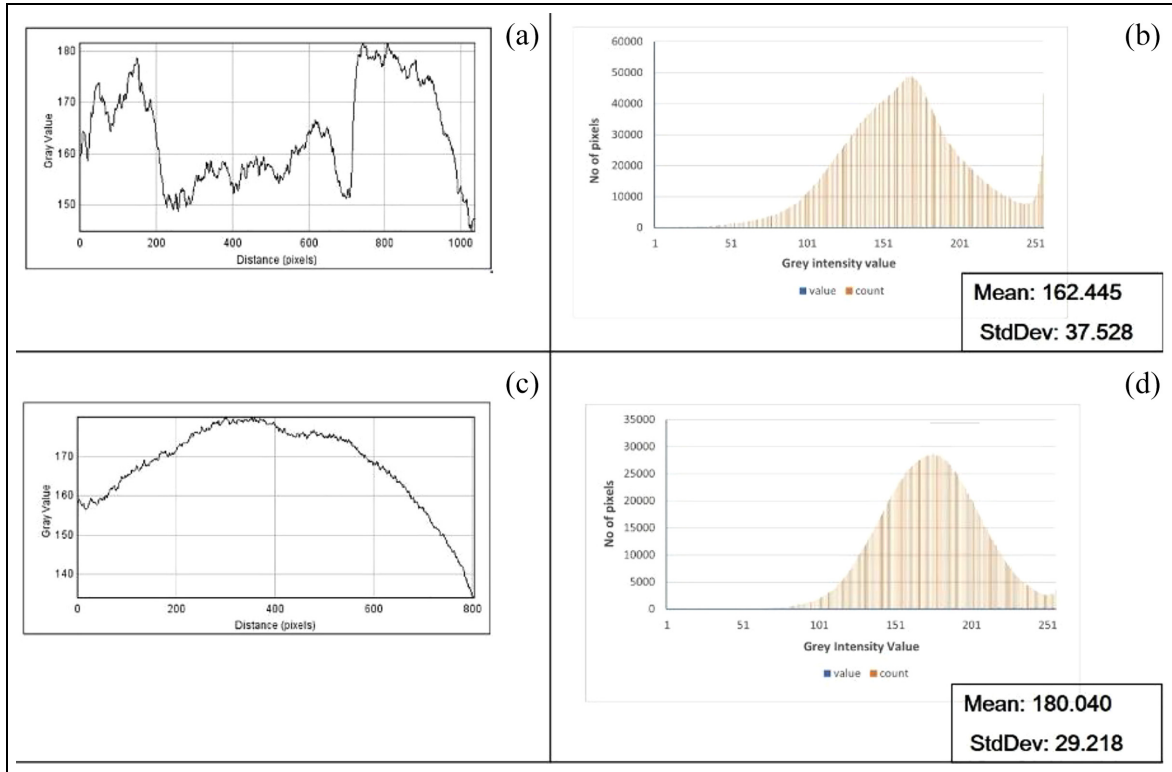 (a)
180
170
160
150
Gray Value
0 200 400 600 800 1000
Distance (pixels)
(b)
60000
50000
40000
30000
20000
10000
0
No of pixels
1 51 101 151 201 251
Grey intensity value
value count
Mean: 162.445
StdDev: 37.528
(c)
170
160
150
140
Gray Value
0 200 400 600 800
Distance (pixels)
(d)
35000
30000
25000
20000
15000
10000
5000
0
No of pixels
1 51 101 151 201 251
Grey Intensity Value
value count
Mean: 180.040
StdDev: 29.218